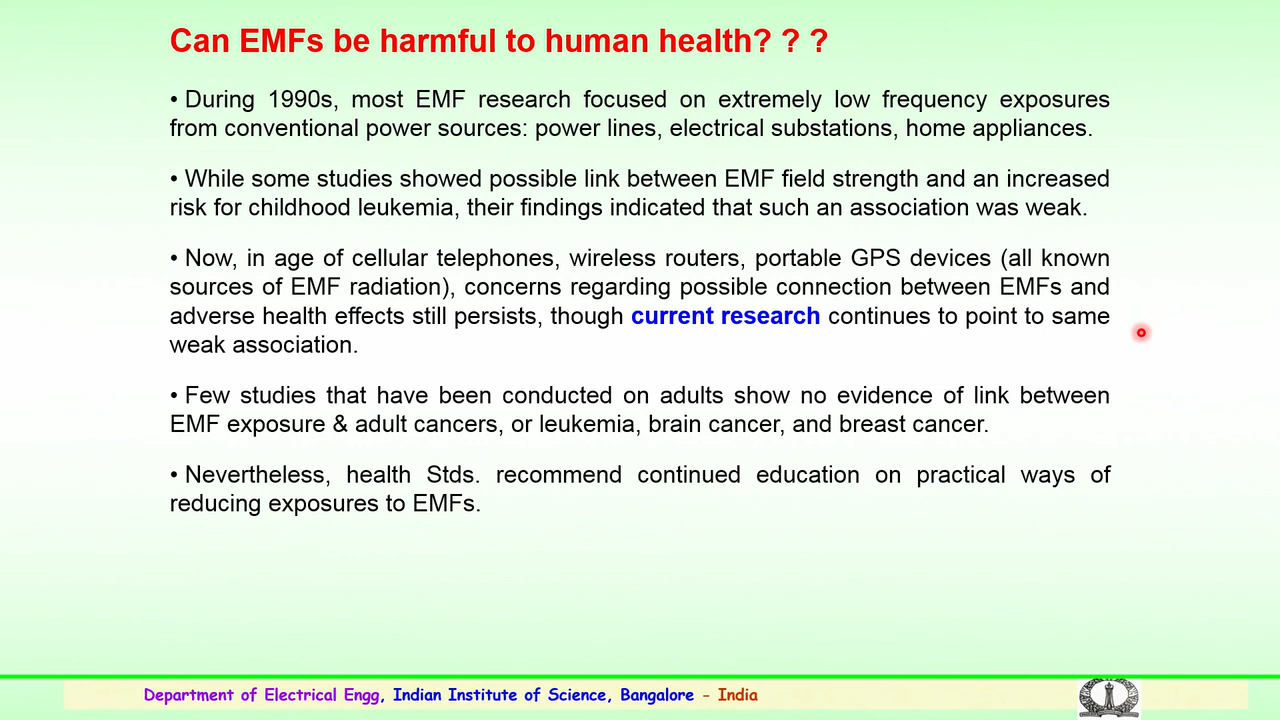 Can EMFs be harmful to human health? ? ?
• During 1990s, most EMF research focused on extremely low frequency exposures
from conventional power sources: power lines, electrical substations, home appliances.
• While some studies showed possible link between EMF field strength and an increased
risk for childhood leukemia, their findings indicated that such an association was weak.
• Now, in age of cellular telephones, wireless routers, portable GPS devices (all known
sources of EMF radiation), concerns regarding possible connection between EMFs and
adverse health effects still persists, though current research continues to point to same
weak association.
• Few studies that have been conducted on adults show no evidence of link between
EMF exposure & adult cancers, or leukemia, brain cancer, and breast cancer.
• Nevertheless, health Stds. recommend continued education on practical ways of
reducing exposures to EMFs.
Department of Electrical Engg, Indian Institute of Science, Bangalore - India